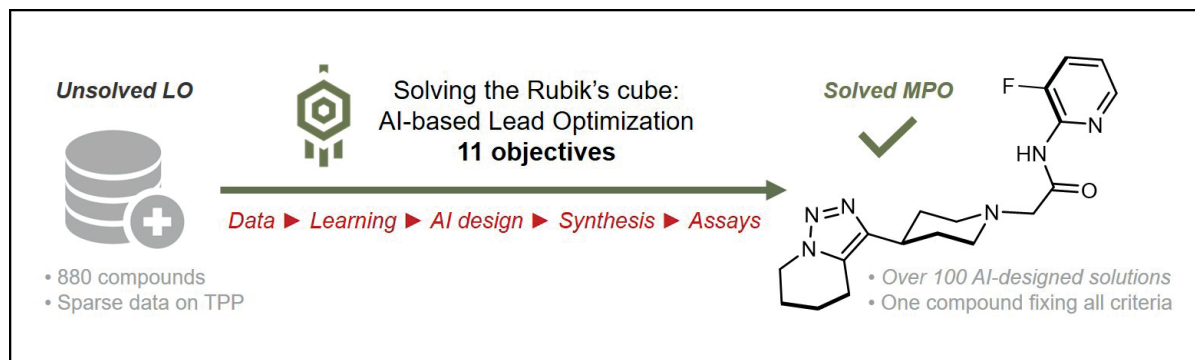 Unsolved LO
• 880 compounds
• Sparse data on TPP
Solving the Rubik's cube:
AI-based Lead Optimization
11 objectives
Data ► Learning ► AI design ► Synthesis ► Assays
Solved MPO
F
N
HN
O
N
N
N
N
• Over 100 AI-designed solutions
• One compound fixing all criteria